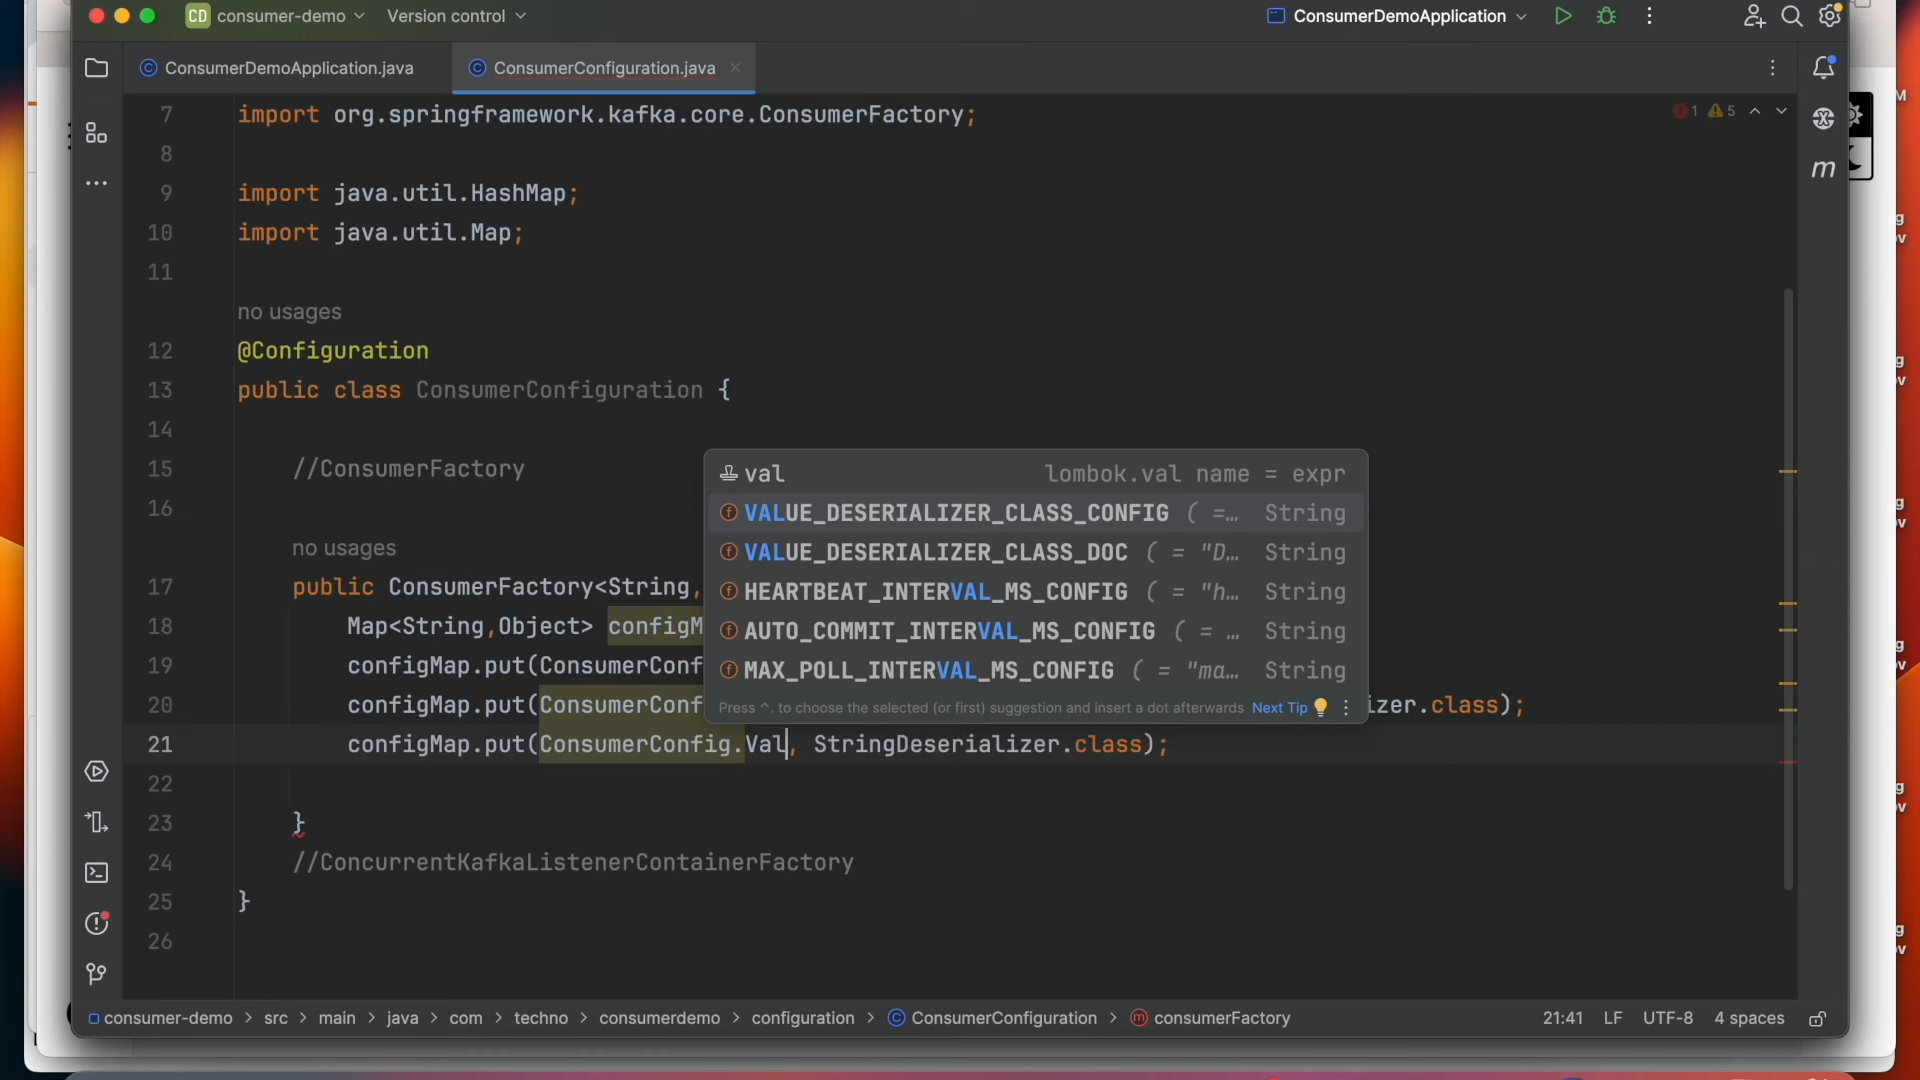 CD consumer-demo Version control ConsumerDemoApplication
ConsumerDemoApplication.java ConsumerConfiguration.java
7 import org.springframework.kafka.core.ConsumerFactory; 1 5
8
9 import java.util.HashMap;
10 import java.util.Map;
11
no usages
12 @Configuration
13 public class ConsumerConfiguration {
14
15 //ConsumerFactory
val lombok.val name = expr
16
VALUE_DESERIALIZER_CLASS_CONFIG ( =… String
no usages
VALUE_DESERIALIZER_CLASS_DOC ( = "D… String
17 public ConsumerFactory<String,
HEARTBEAT_INTERVAL_MS_CONFIG ( = "h… String
18 Map<String,Object> configM
AUTO_COMMIT_INTERVAL_MS_CONFIG ( = … String
19 configMap.put(ConsumerConf
MAX_POLL_INTERVAL_MS_CONFIG ( = "ma… String
20 configMap.put(ConsumerConf izer.class);
Press ^. to choose the selected (or first) suggestion and insert a dot afterwards Next Tip
21 configMap.put(ConsumerConfig.Val, StringDeserializer.class);
22
23 }
24 //ConcurrentKafkaListenerContainerFactory
25 }
26
consumer-demo > src > main > java > com > techno > consumerdemo > configuration > ConsumerConfiguration > consumerFactory 21:41 LF UTF-8 4 spaces